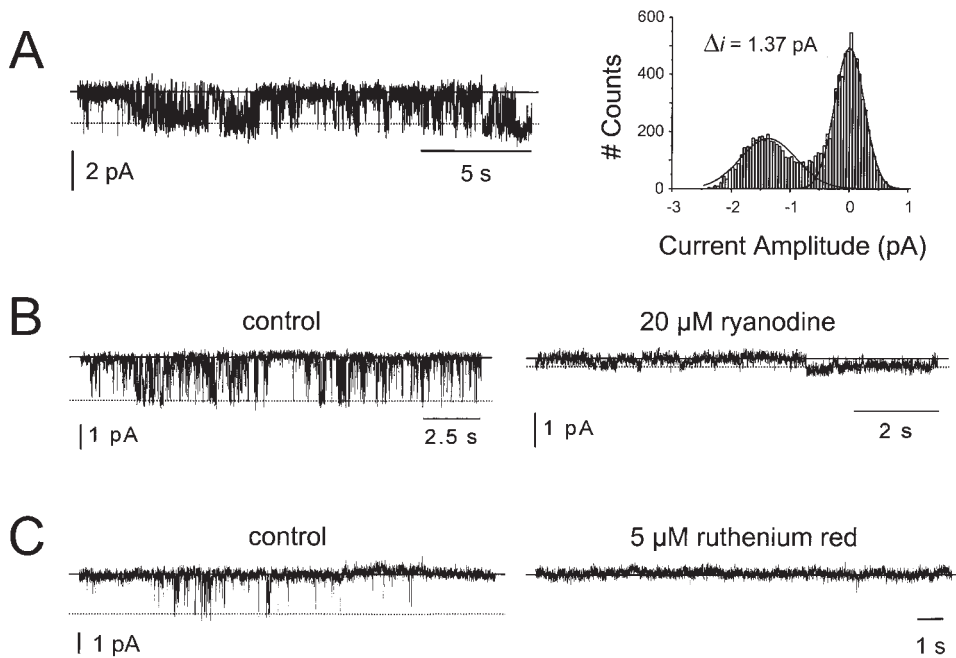 A
2 pA
5 s
Δi = 1.37 pA
# Counts
600
400
200
0
-3 -2 -1 0 1
Current Amplitude (pA)
B
control
20 µM ryanodine
1 pA
2.5 s
1 pA
2 s
C
control
5 µM ruthenium red
1 pA
1 s